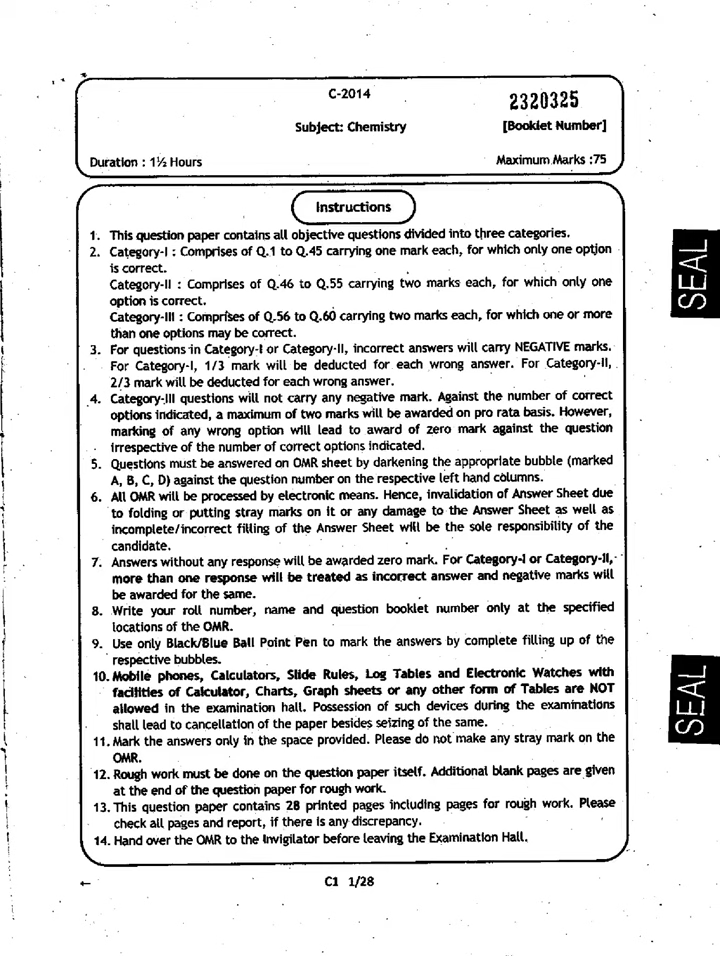 C-2014
2320325
Subject: Chemistry
[Booklet Number]
Duration : 1½ Hours
Maximum Marks :75
Instructions
1. This question paper contains all objective questions divided into three categories.
2. Category-I : Comprises of Q.1 to Q.45 carrying one mark each, for which only one option
is correct.
Category-II : Comprises of Q.46 to Q.55 carrying two marks each, for which only one
option is correct.
Category-III : Comprises of Q.56 to Q.60 carrying two marks each, for which one or more
than one options may be correct.
3. For questions in Category-I or Category-II, incorrect answers will carry NEGATIVE marks.
For Category-I, 1/3 mark will be deducted for each wrong answer. For Category-II,
2/3 mark will be deducted for each wrong answer.
4. Category-III questions will not carry any negative mark. Against the number of correct
options indicated, a maximum of two marks will be awarded on pro rata basis. However,
marking of any wrong option will lead to award of zero mark against the question
irrespective of the number of correct options indicated.
5. Questions must be answered on OMR sheet by darkening the appropriate bubble (marked
A, B, C, D) against the question number on the respective left hand columns.
6. All OMR will be processed by electronic means. Hence, invalidation of Answer Sheet due
to folding or putting stray marks on it or any damage to the Answer Sheet as well as
incomplete/incorrect filling of the Answer Sheet will be the sole responsibility of the
candidate.
7. Answers without any response will be awarded zero mark. For Category-I or Category-II,
more than one response will be treated as incorrect answer and negative marks will
be awarded for the same.
8. Write your roll number, name and question booklet number only at the specified
locations of the OMR.
9. Use only Black/Blue Ball Point Pen to mark the answers by complete filling up of the
respective bubbles.
10. Mobile phones, Calculators, Slide Rules, Log Tables and Electronic Watches with
facilities of Calculator, Charts, Graph sheets or any other form of Tables are NOT
allowed in the examination hall. Possession of such devices during the examinations
shall lead to cancellation of the paper besides seizing of the same.
11. Mark the answers only in the space provided. Please do not make any stray mark on the
OMR.
12. Rough work must be done on the question paper itself. Additional blank pages are given
at the end of the question paper for rough work.
13. This question paper contains 28 printed pages including pages for rough work. Please
check all pages and report, if there is any discrepancy.
14. Hand over the OMR to the Invigilator before leaving the Examination Hall.
C1 1/28
SEAL
SEAL